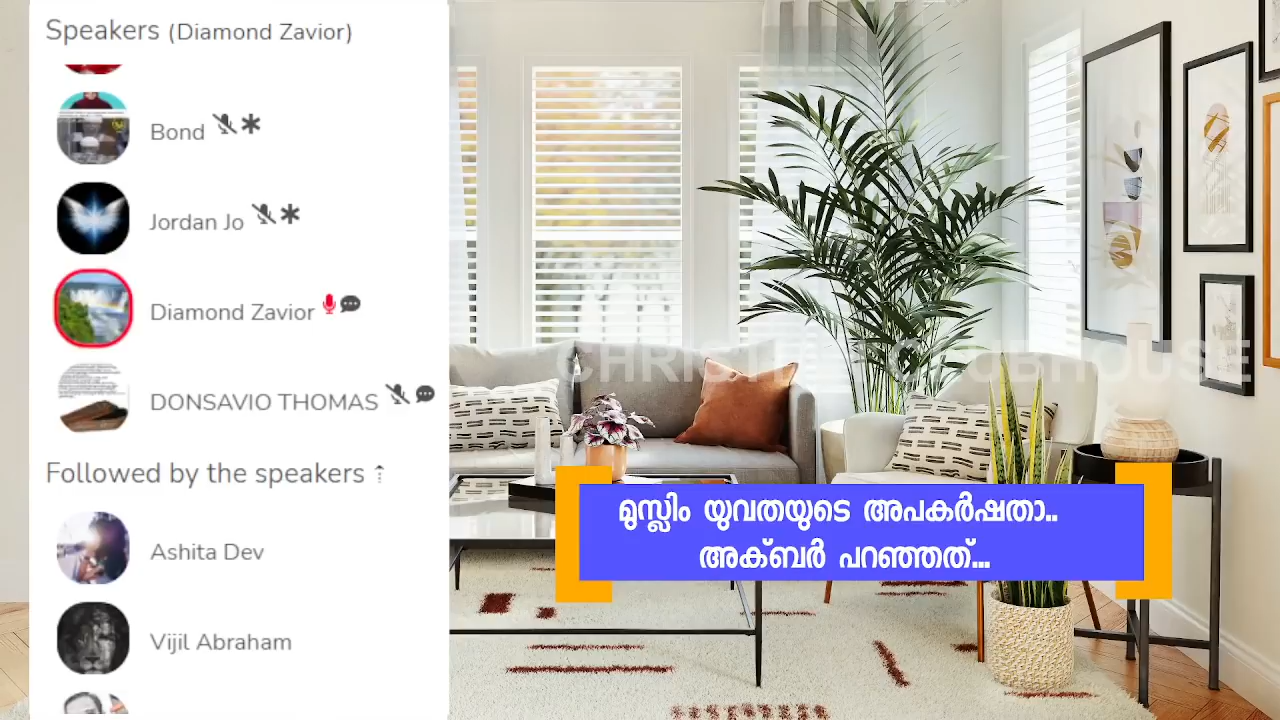 Speakers (Diamond Zavior)
Bond
Jordan Jo
Diamond Zavior
DONSAVIO THOMAS
Followed by the speakers
Ashita Dev
Vijil Abraham
CLUBHOUSE
മുസ്ലിം യുവതയുടെ അപകർഷതാ..
അക്ബർ പറഞ്ഞത്...